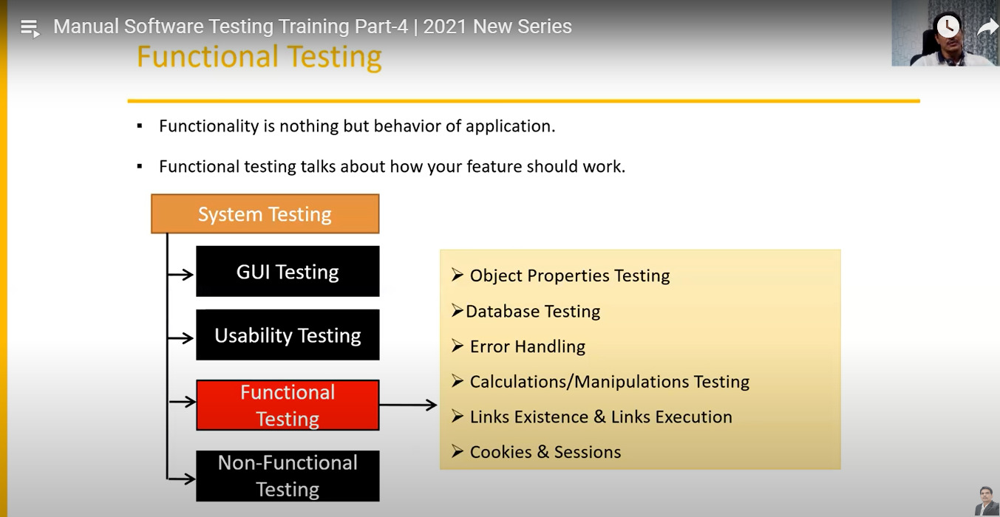 Manual Software Testing Training Part-4 | 2021 New Series
Functional Testing
▪ Functionality is nothing but behavior of application.
▪ Functional testing talks about how your feature should work.
System Testing
GUI Testing
Usability Testing
Functional
Testing
Non-Functional
Testing
➢ Object Properties Testing
➢Database Testing
➢ Error Handling
➢ Calculations/Manipulations Testing
➢ Links Existence & Links Execution
➢ Cookies & Sessions